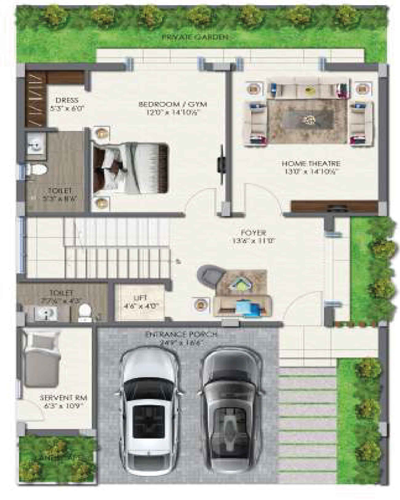 PRIVATE GARDEN
DRESS
5'3" x 6'0"
BEDROOM / GYM
12'0" x 14'10½"
HOME THEATRE
13'0" x 14'10½"
TOILET
5'3" x 8'6"
FOYER
13'6" x 11'0"
TOILET
7'7½" x 4'3"
LIFT
4'6" x 4'0"
ENTRANCE PORCH
24'9" x 16'6"
SERVENT RM
6'3" x 10'9"